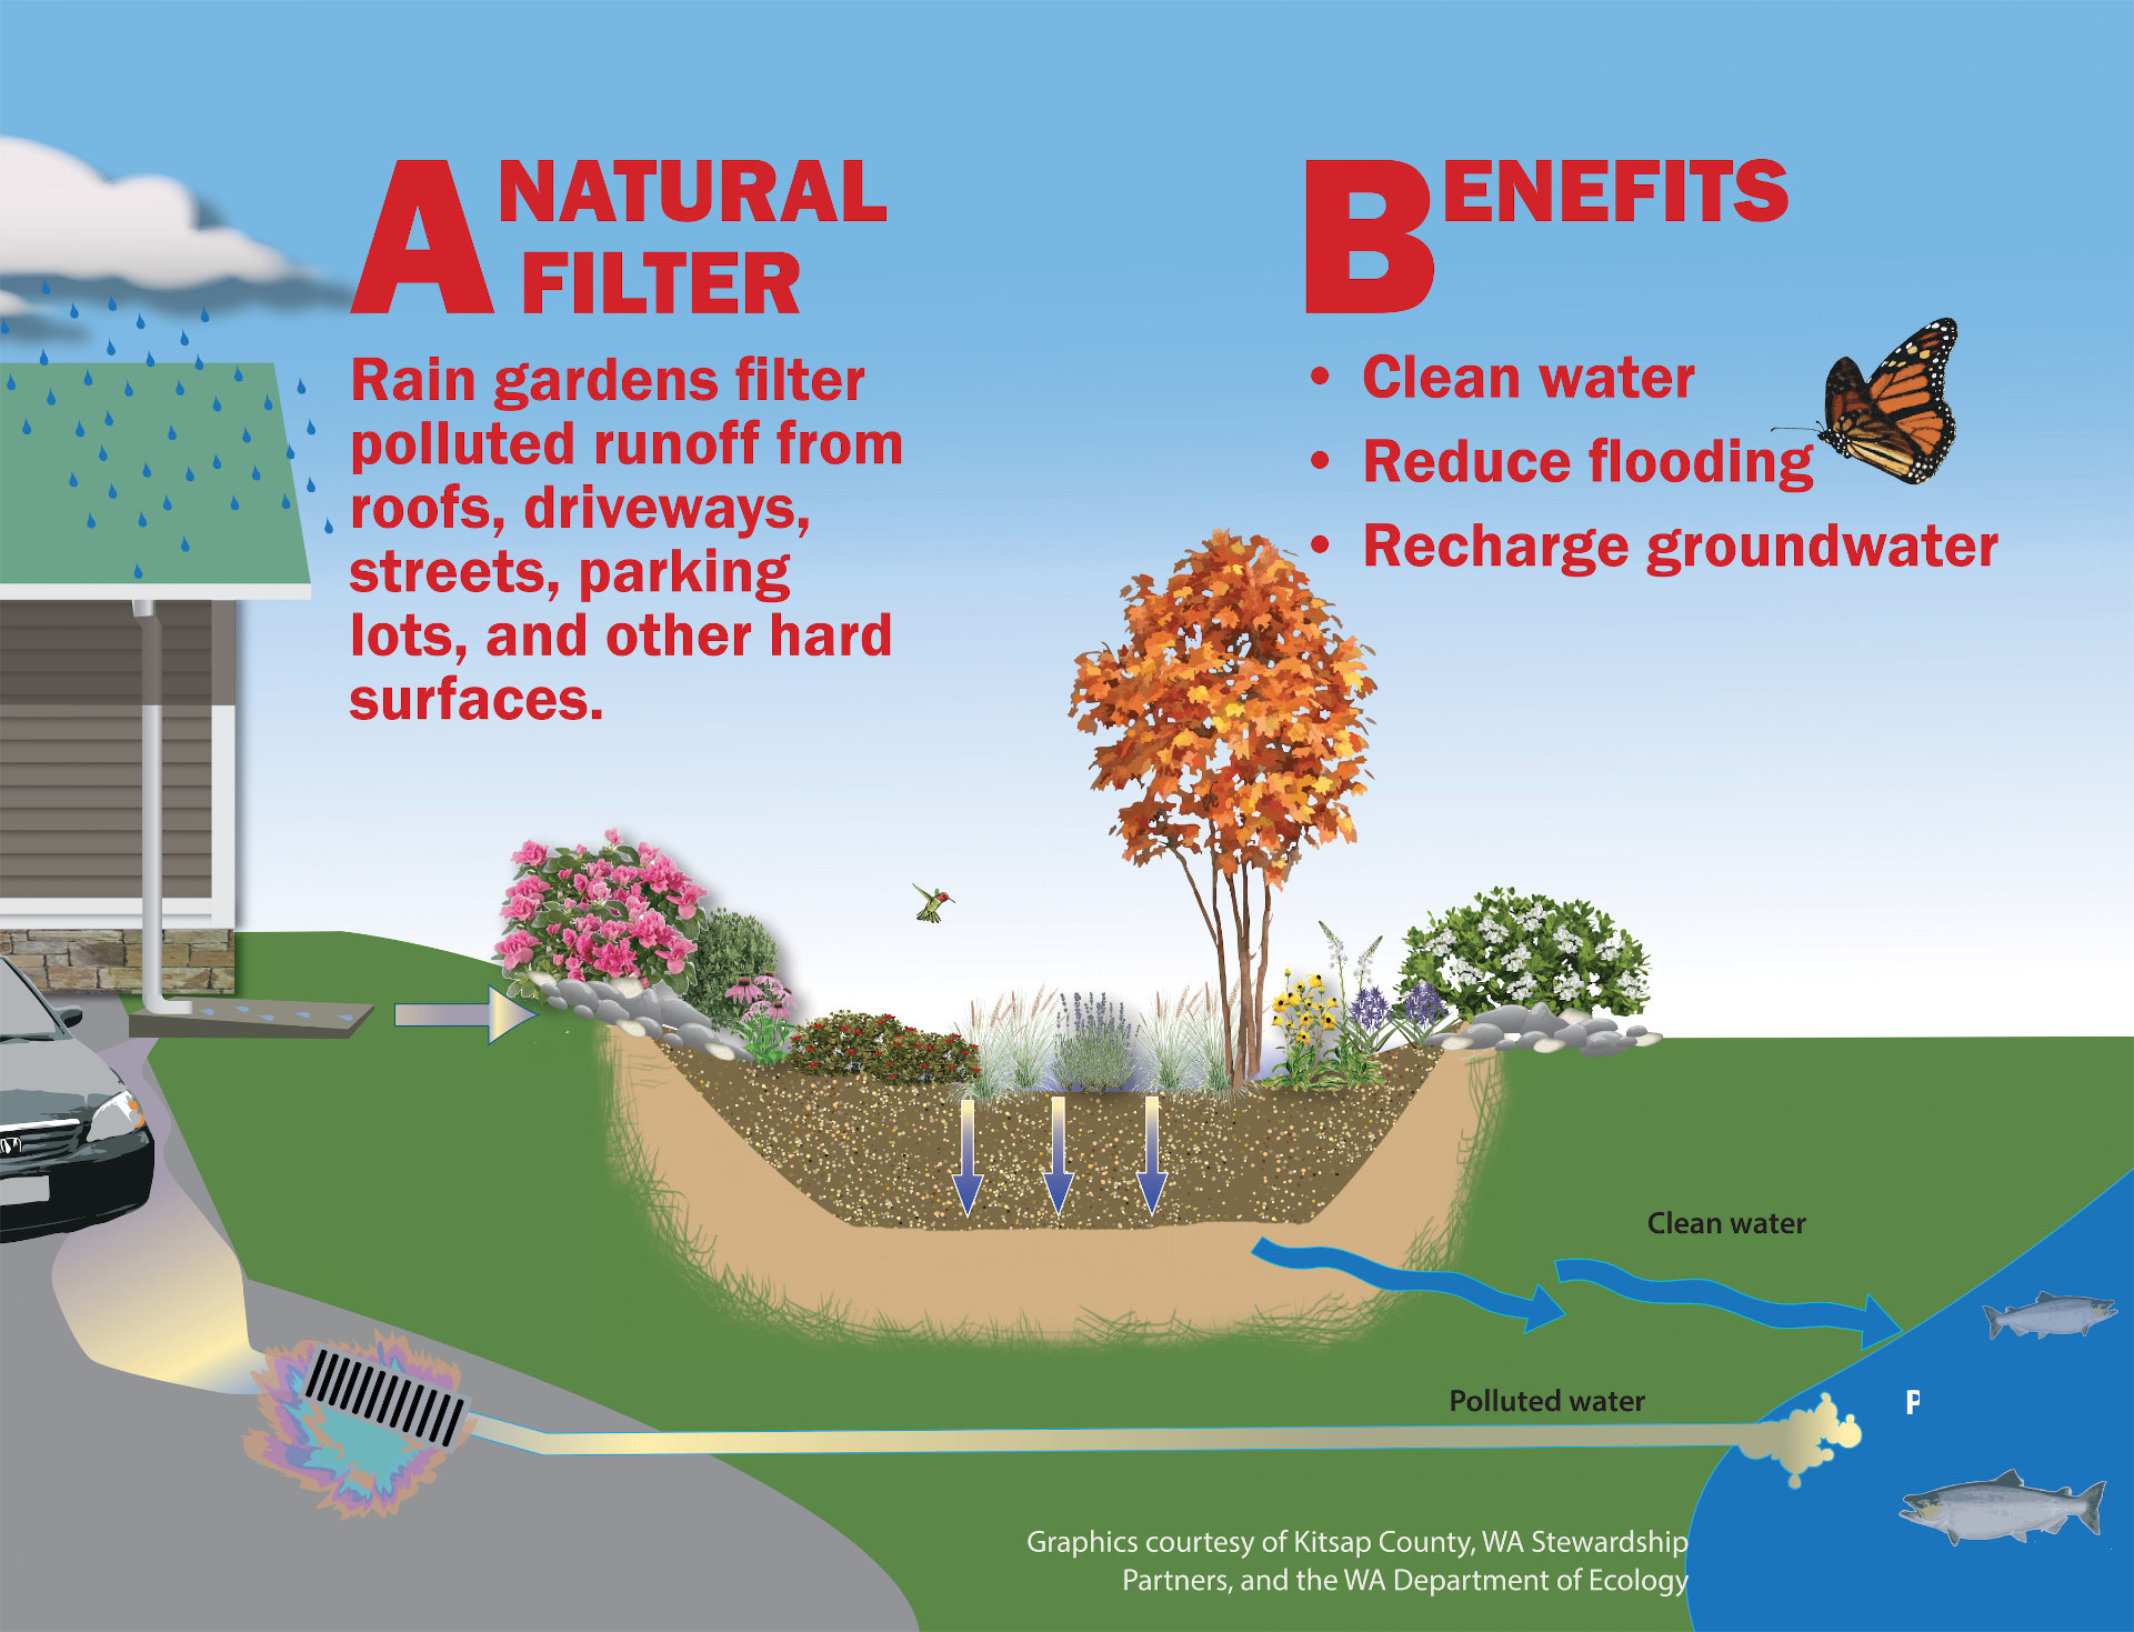 A NATURAL
FILTER
Rain gardens filter
polluted runoff from
roofs, driveways,
streets, parking
lots, and other hard
surfaces.
BENEFITS
• Clean water
• Reduce flooding
• Recharge groundwater
Clean water
Polluted water
P
Graphics courtesy of Kitsap County, WA Stewardship
Partners, and the WA Department of Ecology